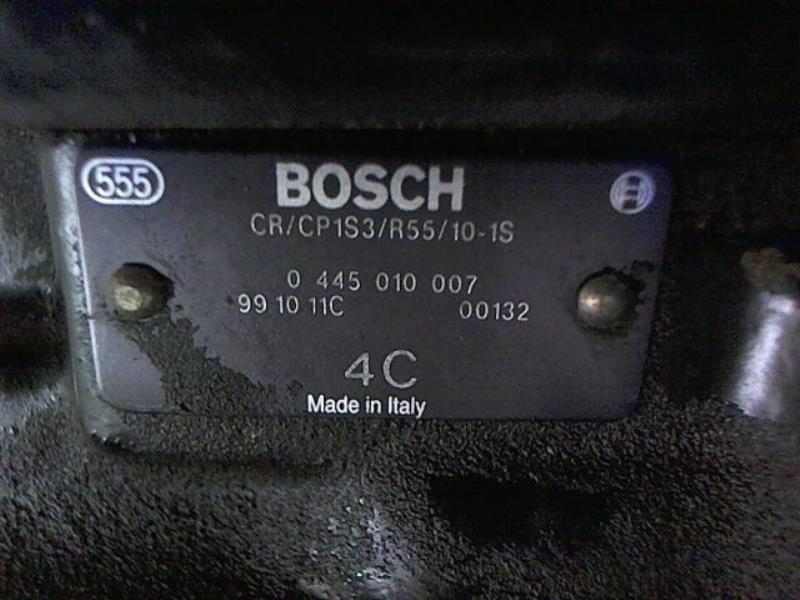 555 BOSCH
CR/CP1S3/R55/10-1S
0 445 010 007
99 10 11C 00132
4C
Made in Italy